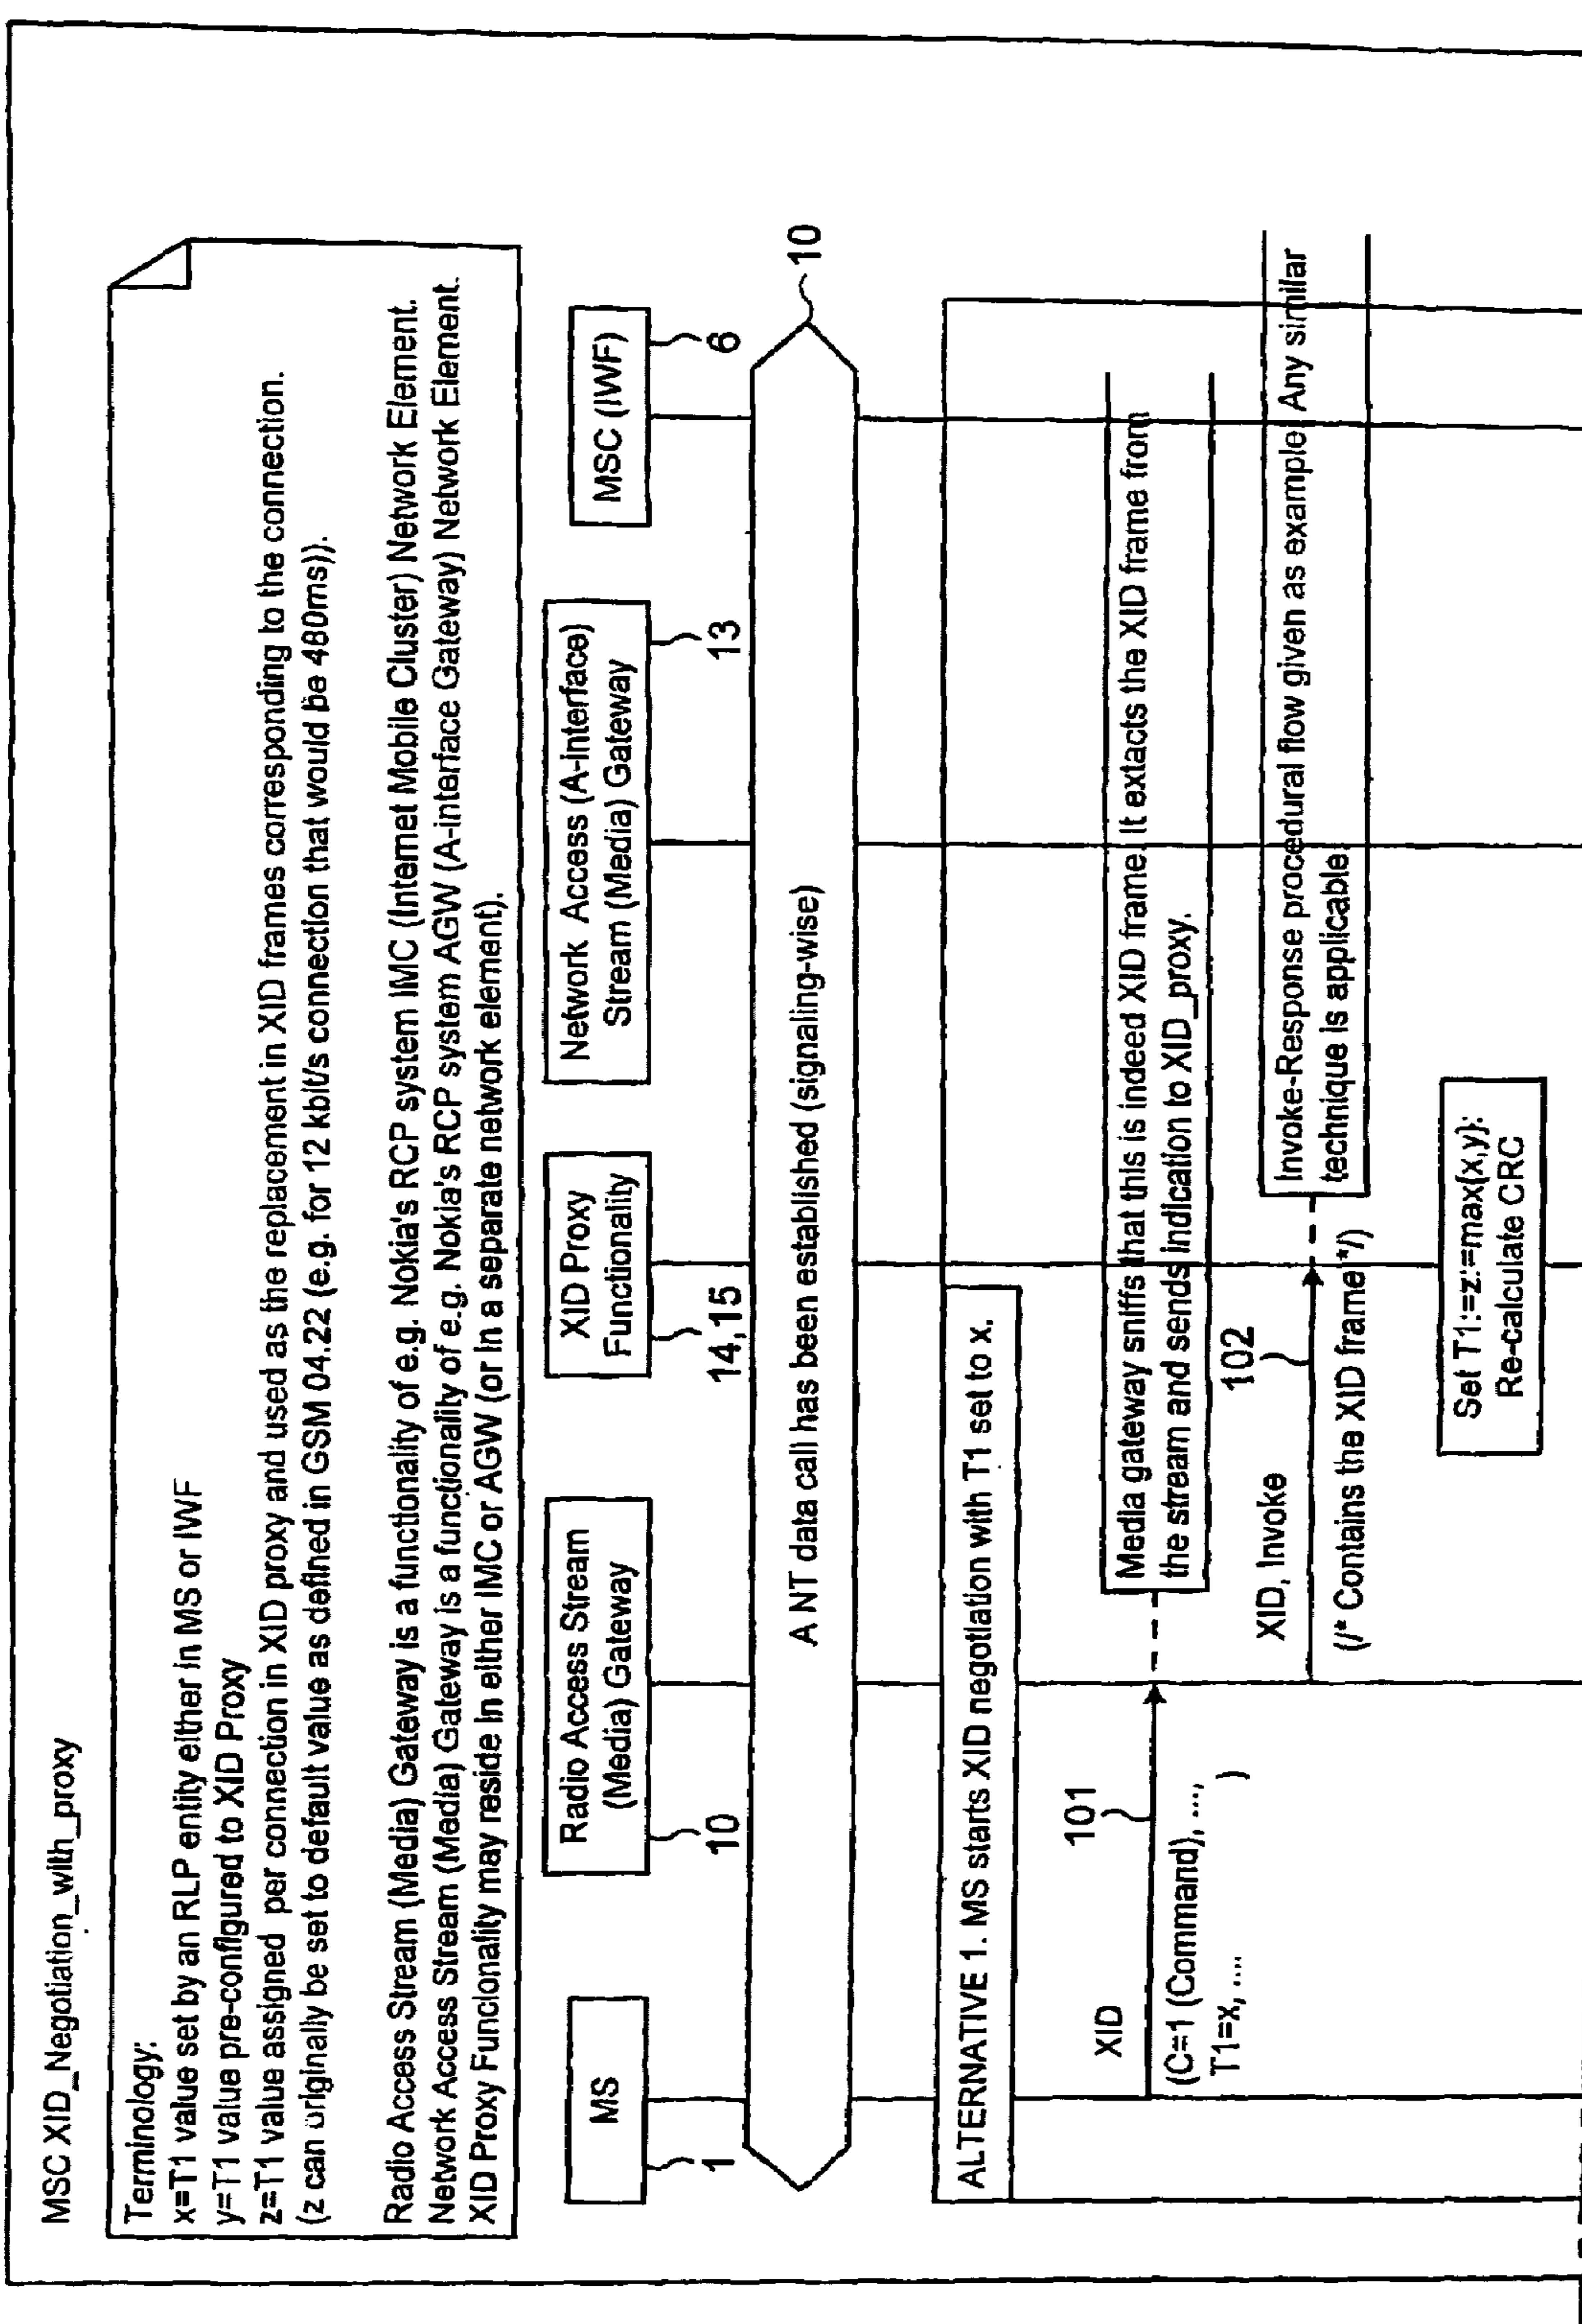 MSC XID_Negotiation_with_proxy
Terminology:
x=T1 value set by an RLP entity either in MS or IWF
y=T1 value pre-configured to XID Proxy
z=T1 value assigned per connection in XID proxy and used as the replacement in XID frames corresponding to the connection.
(z can originally be set to default value as defined in GSM 04.22 (e.g. for 12 kbit/s connection that would be 480ms)).
Radio Access Stream (Media) Gateway is a functionality of e.g. Nokia's RCP system IMC (Internet Mobile Cluster) Network Element.
Network Access Stream (Media) Gateway is a functionality of e.g. Nokia's RCP system AGW (A-interface Gateway) Network Element.
XID Proxy Funcionality may reside in either IMC or AGW (or in a separate network element).
MS
1
Radio Access Stream
(Media) Gateway
10
XID Proxy
Functionality
14,15
Network Access (A-interface)
Stream (Media) Gateway
13
MSC (IWF)
6
A NT data call has been established (signaling-wise)
10
ALTERNATIVE 1. MS starts XID negotiation with T1 set to x.
XID
101
(C=1 (Command), ...,
T1=x, .... )
Media gateway sniffs that this is indeed XID frame. It extacts the XID frame from
the stream and sends indication to XID_proxy.
XID, Invoke
102
(/* Contains the XID frame */)
Invoke-Response procedural flow given as example. Any similar
technique is applicable.
Set T1:=z:=max(x,y):
Re-calculate CRC